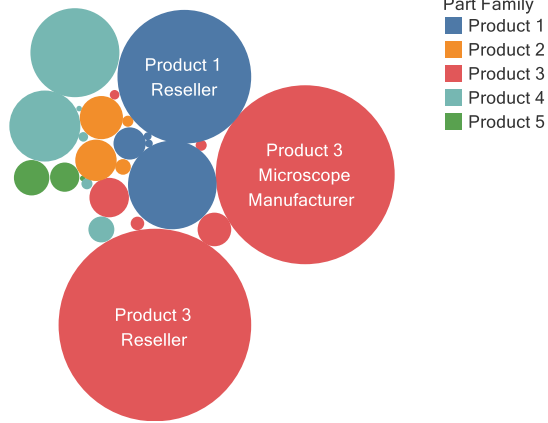 Part Family
Product 1
Product 2
Product 3
Product 4
Product 5
Product 1
Reseller
Product 3
Microscope
Manufacturer
Product 3
Reseller